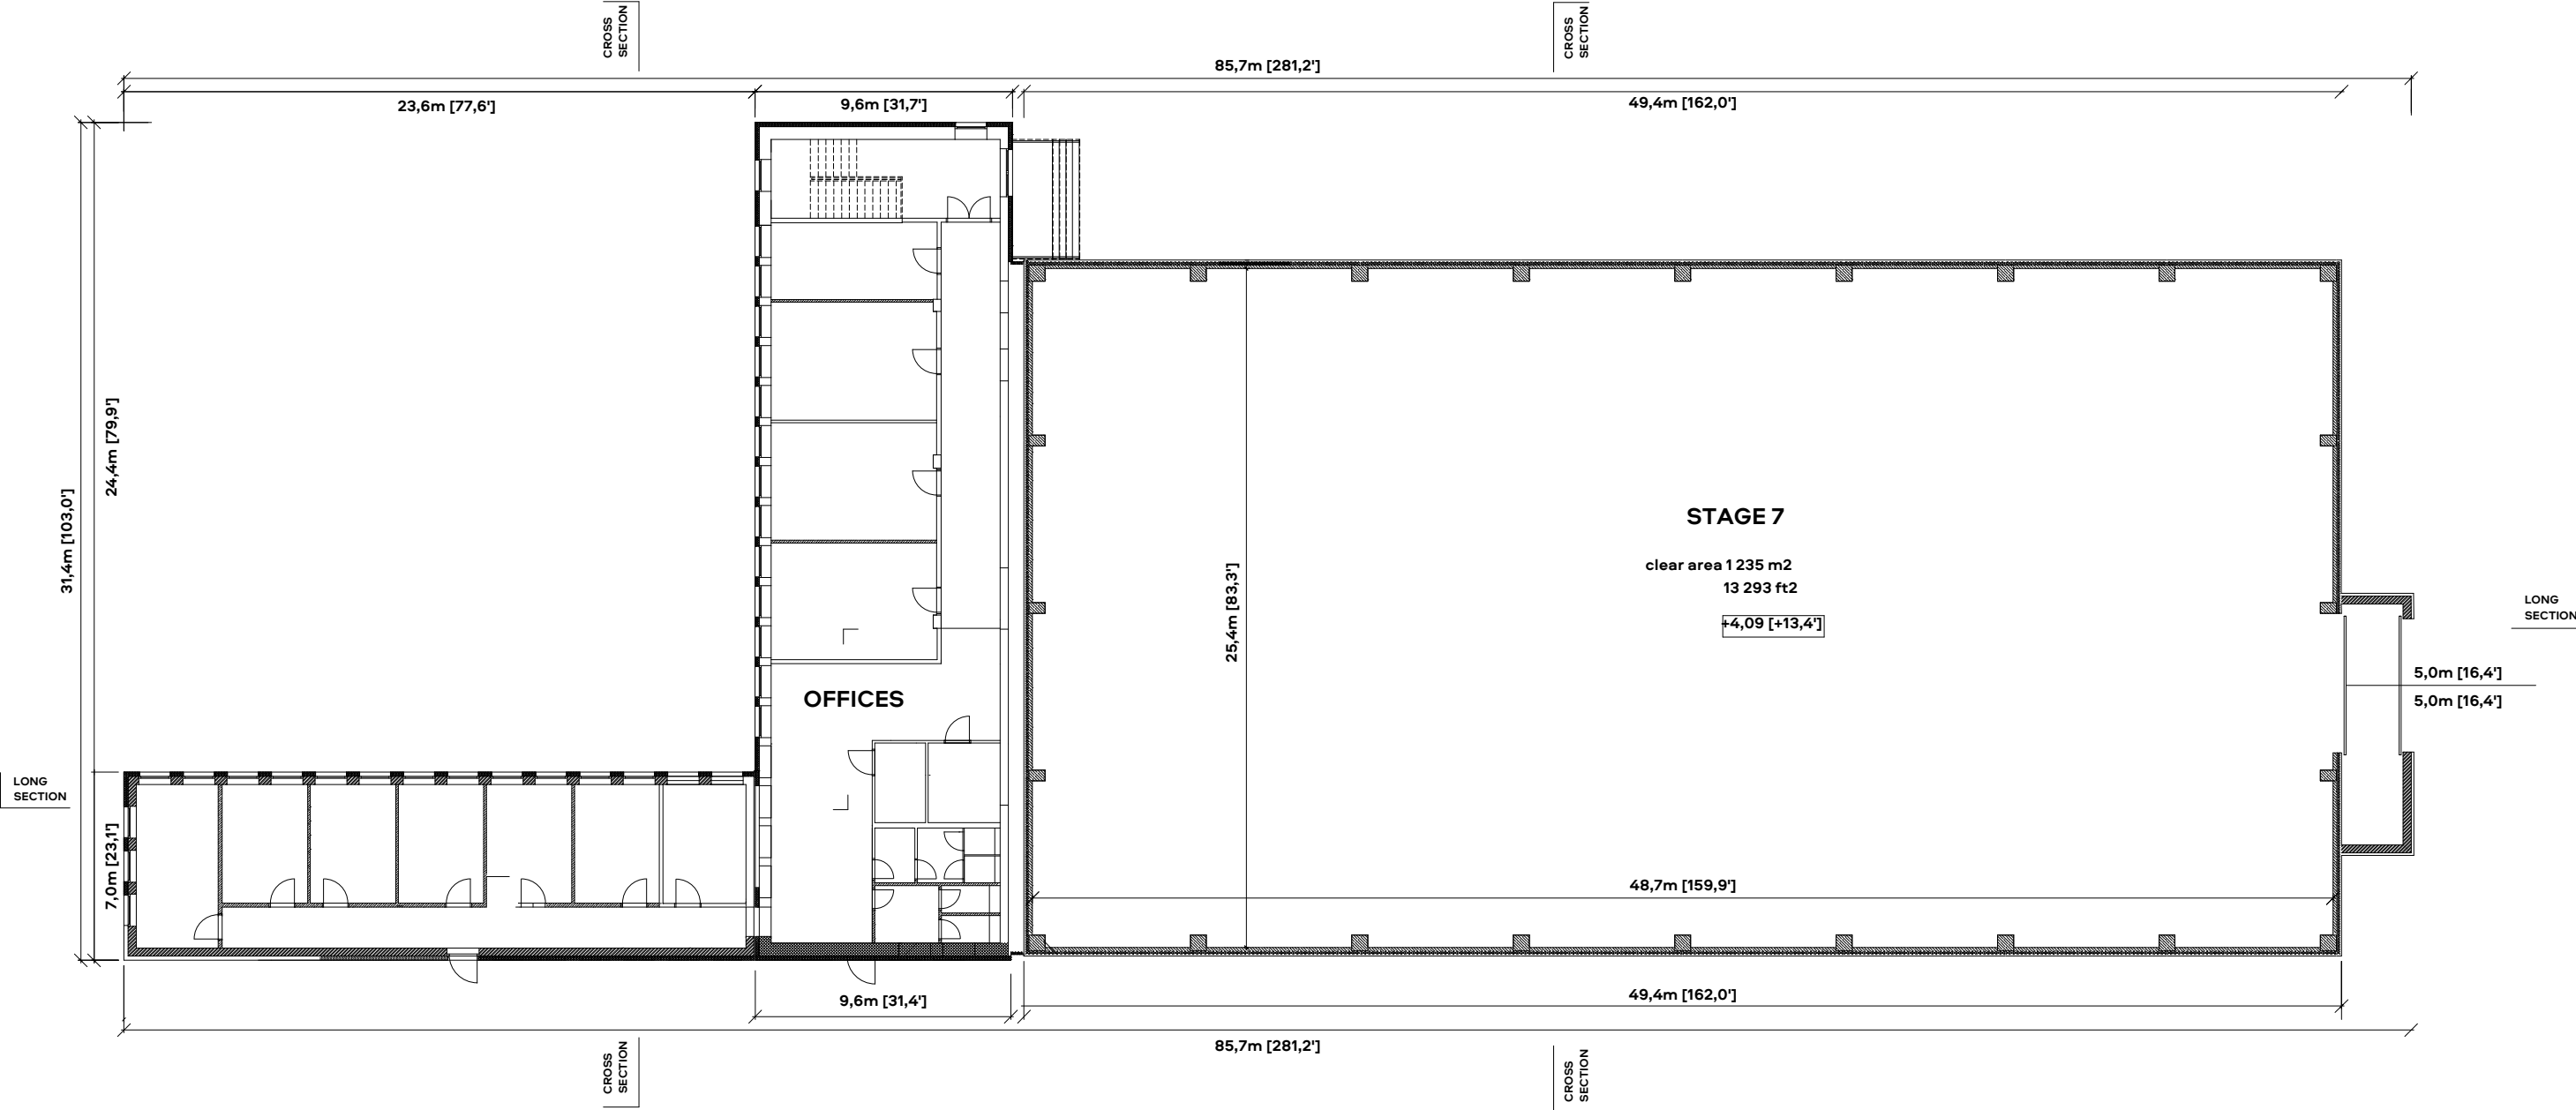 CROSS
SECTION
CROSS
SECTION
85,7m [281,2']
23,6m [77,6']
9,6m [31,7']
49,4m [162,0']
24,4m [79,9']
31,4m [103,0']
STAGE 7
clear area 1 235 m2
13 293 ft2
+4,09 [+13,4']
25,4m [83,3']
LONG
SECTION
5,0m [16,4']
5,0m [16,4']
OFFICES
LONG
SECTION
7,0m [23,1']
48,7m [159,9']
9,6m [31,4']
49,4m [162,0']
85,7m [281,2']
CROSS
SECTION
CROSS
SECTION